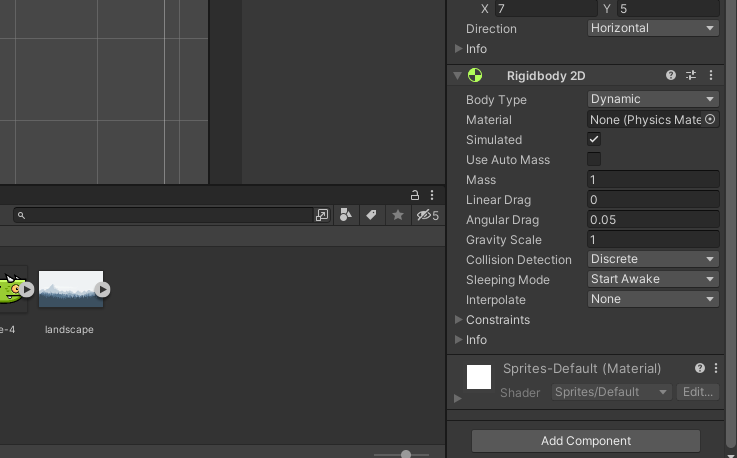 X 7 Y 5
Direction Horizontal
Info
Rigidbody 2D
Body Type Dynamic
Material None (Physics Mate
Simulated
Use Auto Mass
Mass 1
Linear Drag 0
Angular Drag 0.05
Gravity Scale 1
Collision Detection Discrete
Sleeping Mode Start Awake
Interpolate None
Constraints
Info
Sprites-Default (Material)
Shader Sprites/Default Edit...
Add Component
5
e-4
landscape